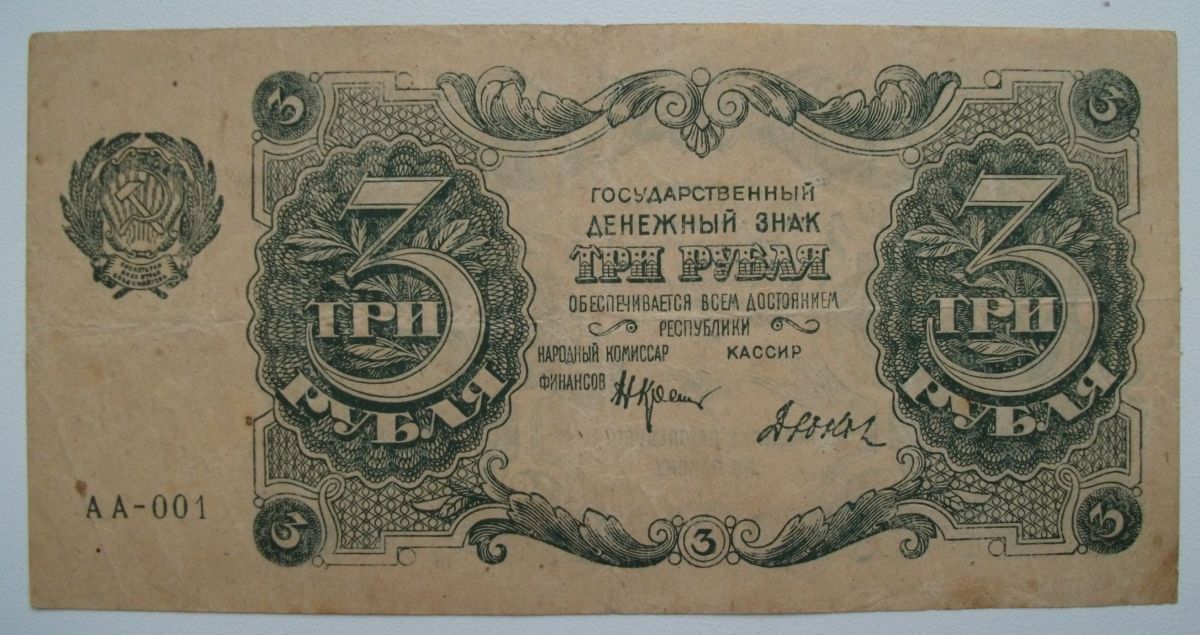 3
3
ГОСУДАРСТВЕННЫЙ
ДЕНЕЖНЫЙ ЗНАК
ТРИ РУБЛЯ
ОБЕСПЕЧИВАЕТСЯ ВСЕМ ДОСТОЯНИЕМ
РЕСПУБЛИКИ
НАРОДНЫЙ КОМИССАР
ФИНАНСОВ
КАССИР
3
ТРИ
РУБЛЯ
3
ТРИ
РУБЛЯ
АА-001
3
3
3